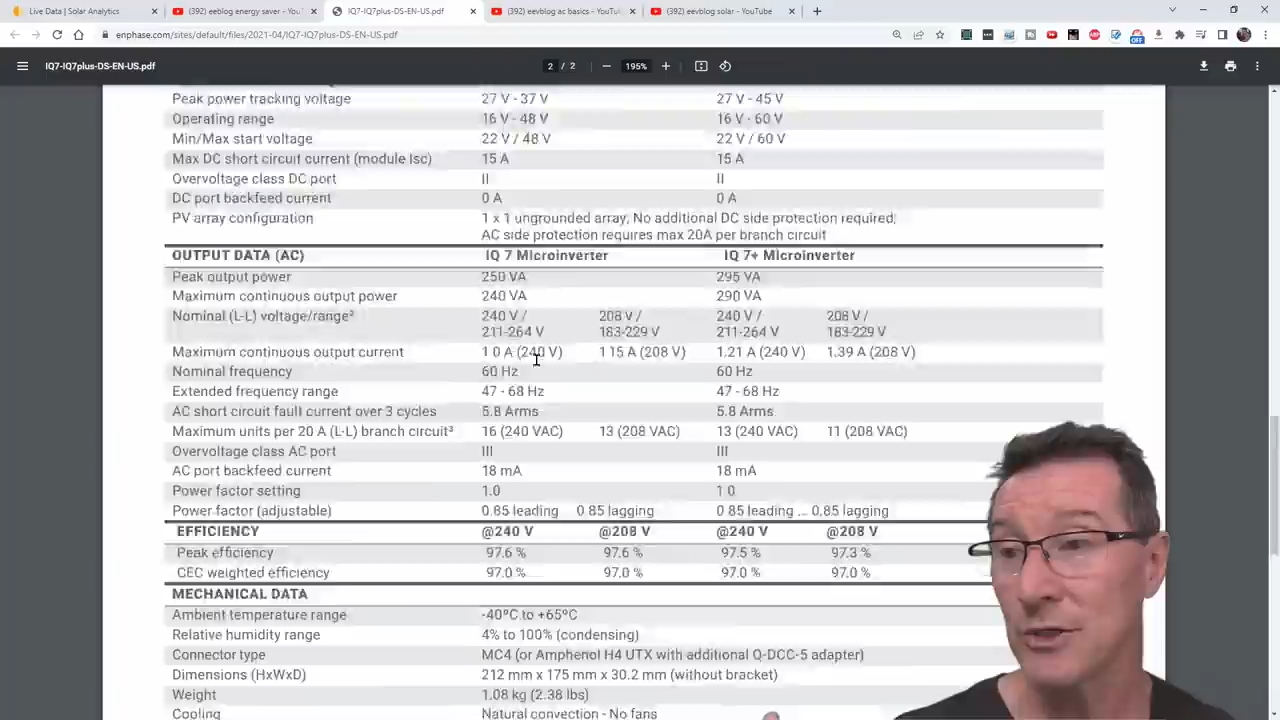 Live Data | Solar Analytics
(392) eeblog energy saver - YouT
IQ7-IQ7plus-DS-EN-US.pdf
(392) eevblog ac basics - YouTub
(392) eevblog solar - YouTube
enphase.com/sites/default/files/2021-04/IQ7-IQ7plus-DS-EN-US.pdf
IQ7-IQ7plus-DS-EN-US.pdf
2 / 2
195%
Peak power tracking voltage 27 V - 37 V 27 V - 45 V
Operating range 16 V - 48 V 16 V - 60 V
Min/Max start voltage 22 V / 48 V 22 V / 60 V
Max DC short circuit current (module Isc) 15 A 15 A
Overvoltage class DC port II II
DC port backfeed current 0 A 0 A
PV array configuration 1 x 1 ungrounded array; No additional DC side protection required;
AC side protection requires max 20A per branch circuit
OUTPUT DATA (AC) IQ 7 Microinverter IQ 7+ Microinverter
Peak output power 250 VA 295 VA
Maximum continuous output power 240 VA 290 VA
Nominal (L-L) voltage/range² 240 V / 208 V / 240 V / 208 V /
211-264 V 183-229 V 211-264 V 183-229 V
Maximum continuous output current 1.0 A (240 V) 1.15 A (208 V) 1.21 A (240 V) 1.39 A (208 V)
Nominal frequency 60 Hz 60 Hz
Extended frequency range 47 - 68 Hz 47 - 68 Hz
AC short circuit fault current over 3 cycles 5.8 Arms 5.8 Arms
Maximum units per 20 A (L-L) branch circuit³ 16 (240 VAC) 13 (208 VAC) 13 (240 VAC) 11 (208 VAC)
Overvoltage class AC port III III
AC port backfeed current 18 mA 18 mA
Power factor setting 1.0 1.0
Power factor (adjustable) 0.85 leading 0.85 lagging 0.85 leading ... 0.85 lagging
EFFICIENCY @240 V @208 V @240 V @208 V
Peak efficiency 97.6 % 97.6 % 97.5 % 97.3 %
CEC weighted efficiency 97.0 % 97.0 % 97.0 % 97.0 %
MECHANICAL DATA
Ambient temperature range -40ºC to +65ºC
Relative humidity range 4% to 100% (condensing)
Connector type MC4 (or Amphenol H4 UTX with additional Q-DCC-5 adapter)
Dimensions (HxWxD) 212 mm x 175 mm x 30.2 mm (without bracket)
Weight 1.08 kg (2.38 lbs)
Cooling Natural convection - No fans